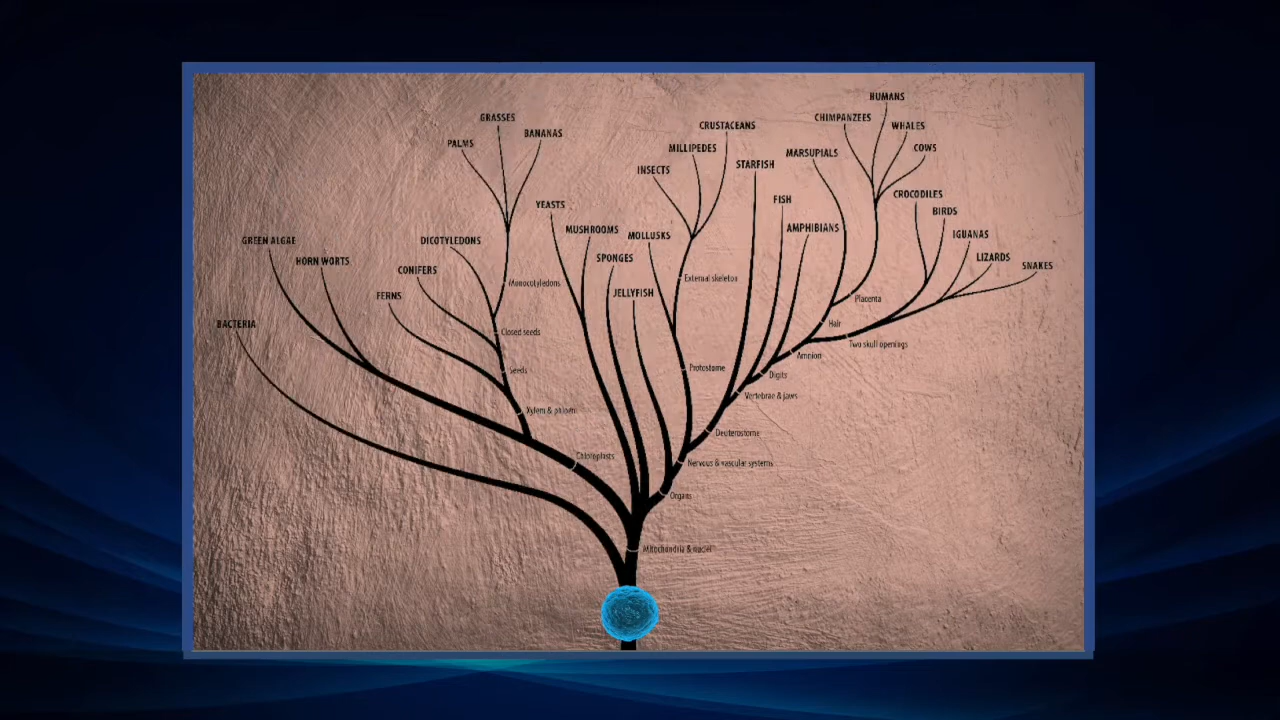 HUMANS
GRASSES
CHIMPANZEES
BANANAS
CRUSTACEANS
WHALES
PALMS
MILLIPEDES
COWS
INSECTS
STARFISH
MARSUPIALS
YEASTS
FISH
CROCODILES
BIRDS
GREEN ALGAE
DICOTYLEDONS
MUSHROOMS
MOLLUSKS
AMPHIBIANS
IGUANAS
HORN WORTS
CONIFERS
SPONGES
LIZARDS
SNAKES
FERNS
Monocotyledons
JELLYFISH
External skeleton
Placenta
BACTERIA
Closed seeds
Hair
Two skull openings
Amnion
Seeds
Protostome
Digits
Vertebrae & jaws
Xylem & phloem
Deuterostome
Chloroplasts
Nervous & vascular systems
Organs
Mitochondria & nuclei